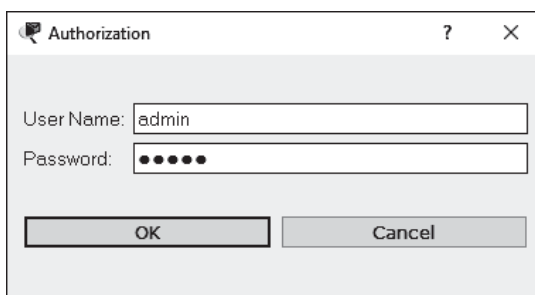 Authorization ? ×
User Name: admin
Password: ●●●●●
OK Cancel